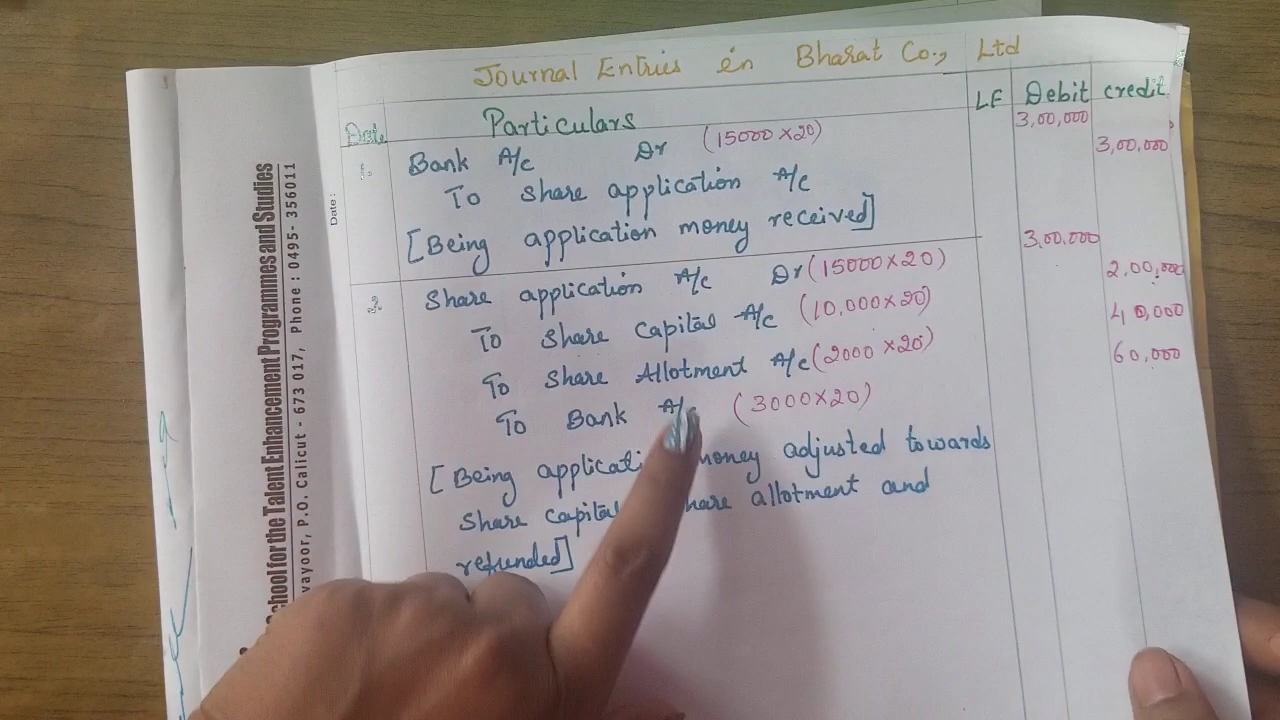 Journal Entries in Bharat Co., Ltd
Date Particulars LF Debit credit
1. Bank A/c Dr (15000 x 20) 3,00,000
To Share application A/c 3,00,000
[Being application money received]
2. Share application A/c Dr (15000 x 20) 3,00,000
To Share Capital A/c (10,000 x 20) 2,00,000
To Share Allotment A/c (2000 x 20) 40,000
To Bank A/c (3000 x 20) 60,000
[Being money adjusted towards
Share allotment and
refunded]
School for the Talent Enhancement Programmes and Studies
vayoor, P.O. Calicut - 673 017, Phone : 0495- 356011
Date :